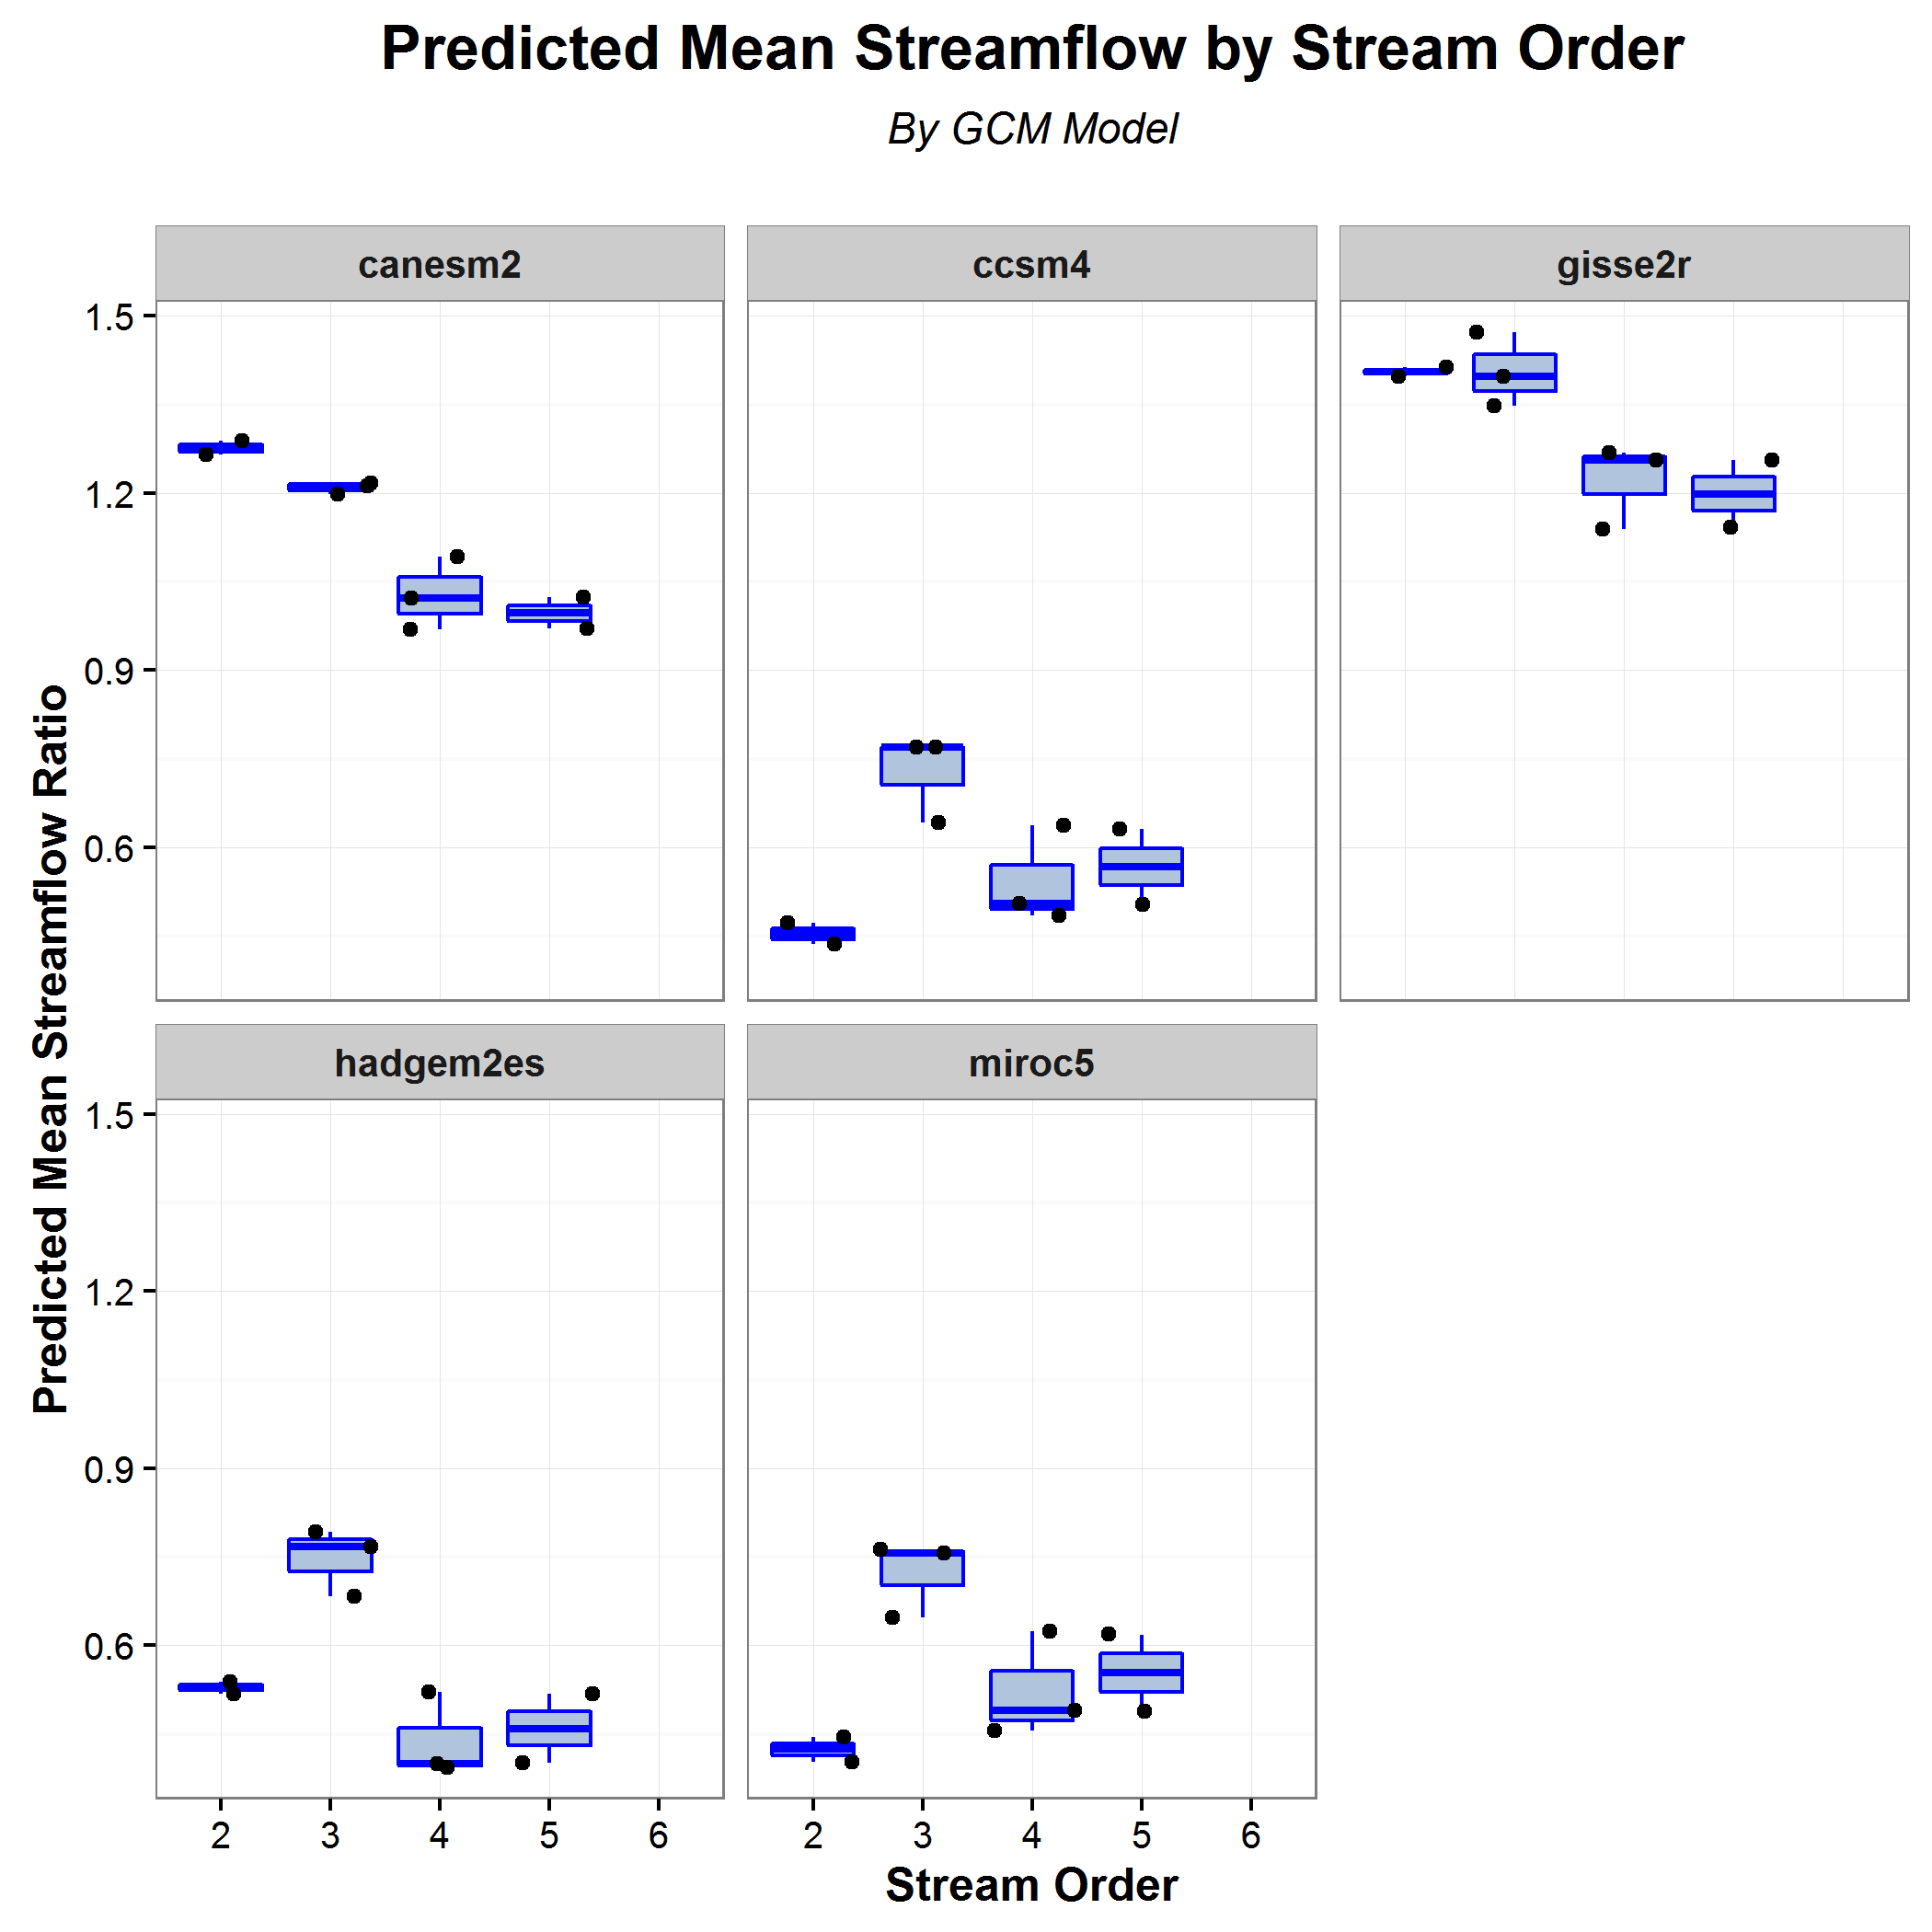 Predicted Mean Streamflow by Stream Order
By GCM Model
canesm2
ccsm4
gisse2r
1.5
1.2
0.9
0.6
Predicted Mean Streamflow Ratio
hadgem2es
miroc5
1.5
1.2
0.9
0.6
2 3 4 5 6
2 3 4 5 6
Stream Order